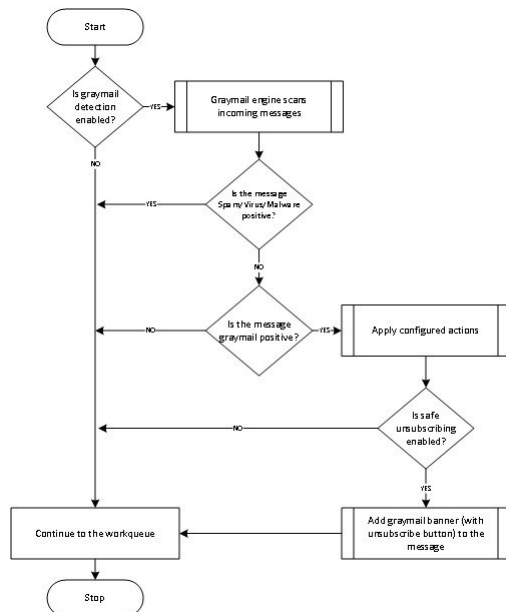 Start
Is graymail
detection
enabled?
YES
Graymail engine scans
incoming messages
NO
Is the message
Spam/Virus/Malware
positive?
YES
NO
Is the message
graymail positive?
NO
YES
Apply configured actions
Is safe
unsubscribing
enabled?
NO
YES
Continue to the workqueue
Add graymail banner (with
unsubscribe button) to the
message
Stop